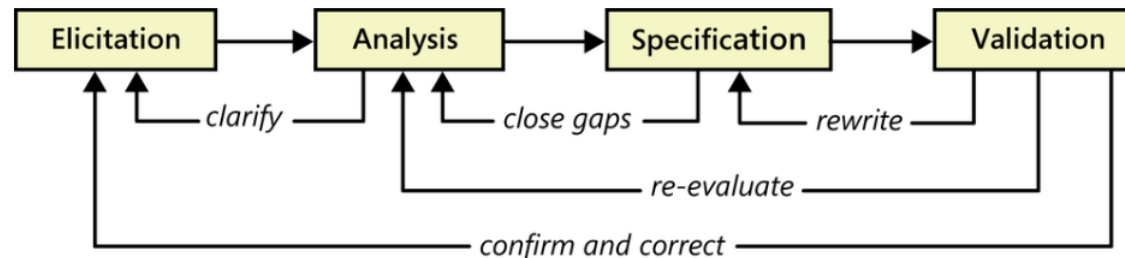 Elicitation
Analysis
Specification
Validation
clarify
close gaps
rewrite
re-evaluate
confirm and correct